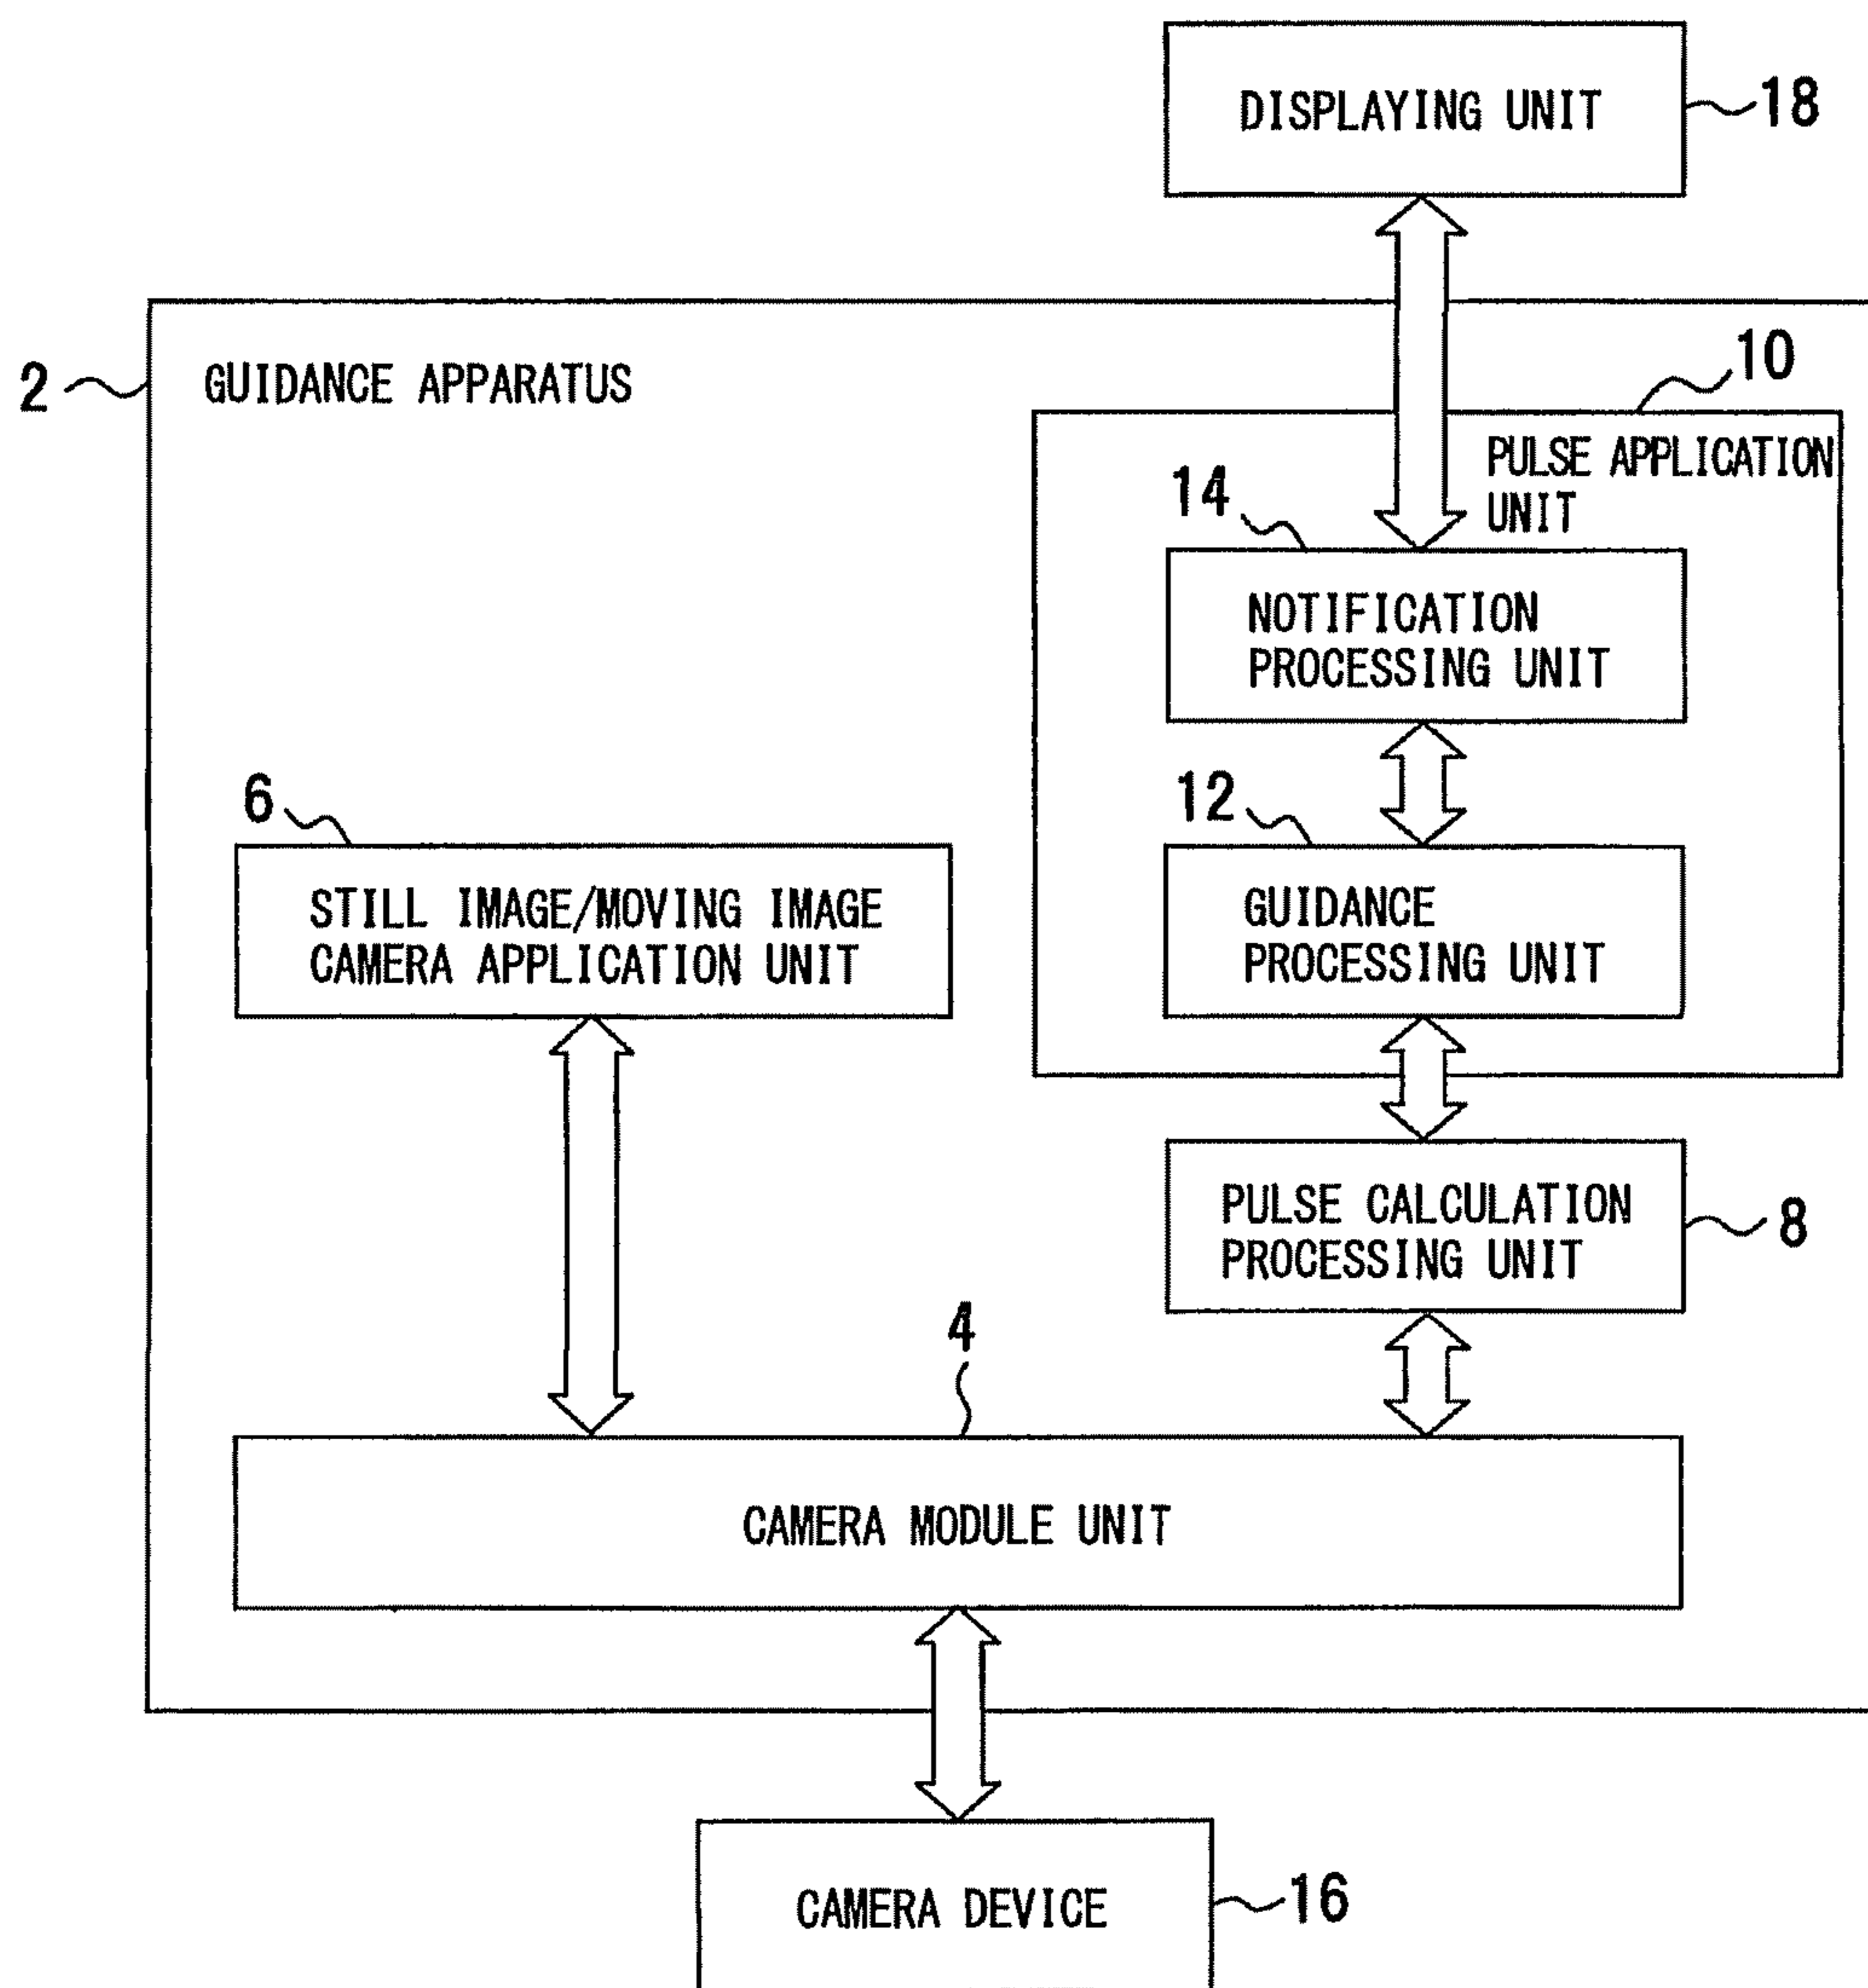 DISPLAYING UNIT
18
2
GUIDANCE APPARATUS
10
PULSE APPLICATION
UNIT
14
NOTIFICATION
PROCESSING UNIT
6
12
STILL IMAGE/MOVING IMAGE
CAMERA APPLICATION UNIT
GUIDANCE
PROCESSING UNIT
PULSE CALCULATION
PROCESSING UNIT
8
4
CAMERA MODULE UNIT
CAMERA DEVICE
16